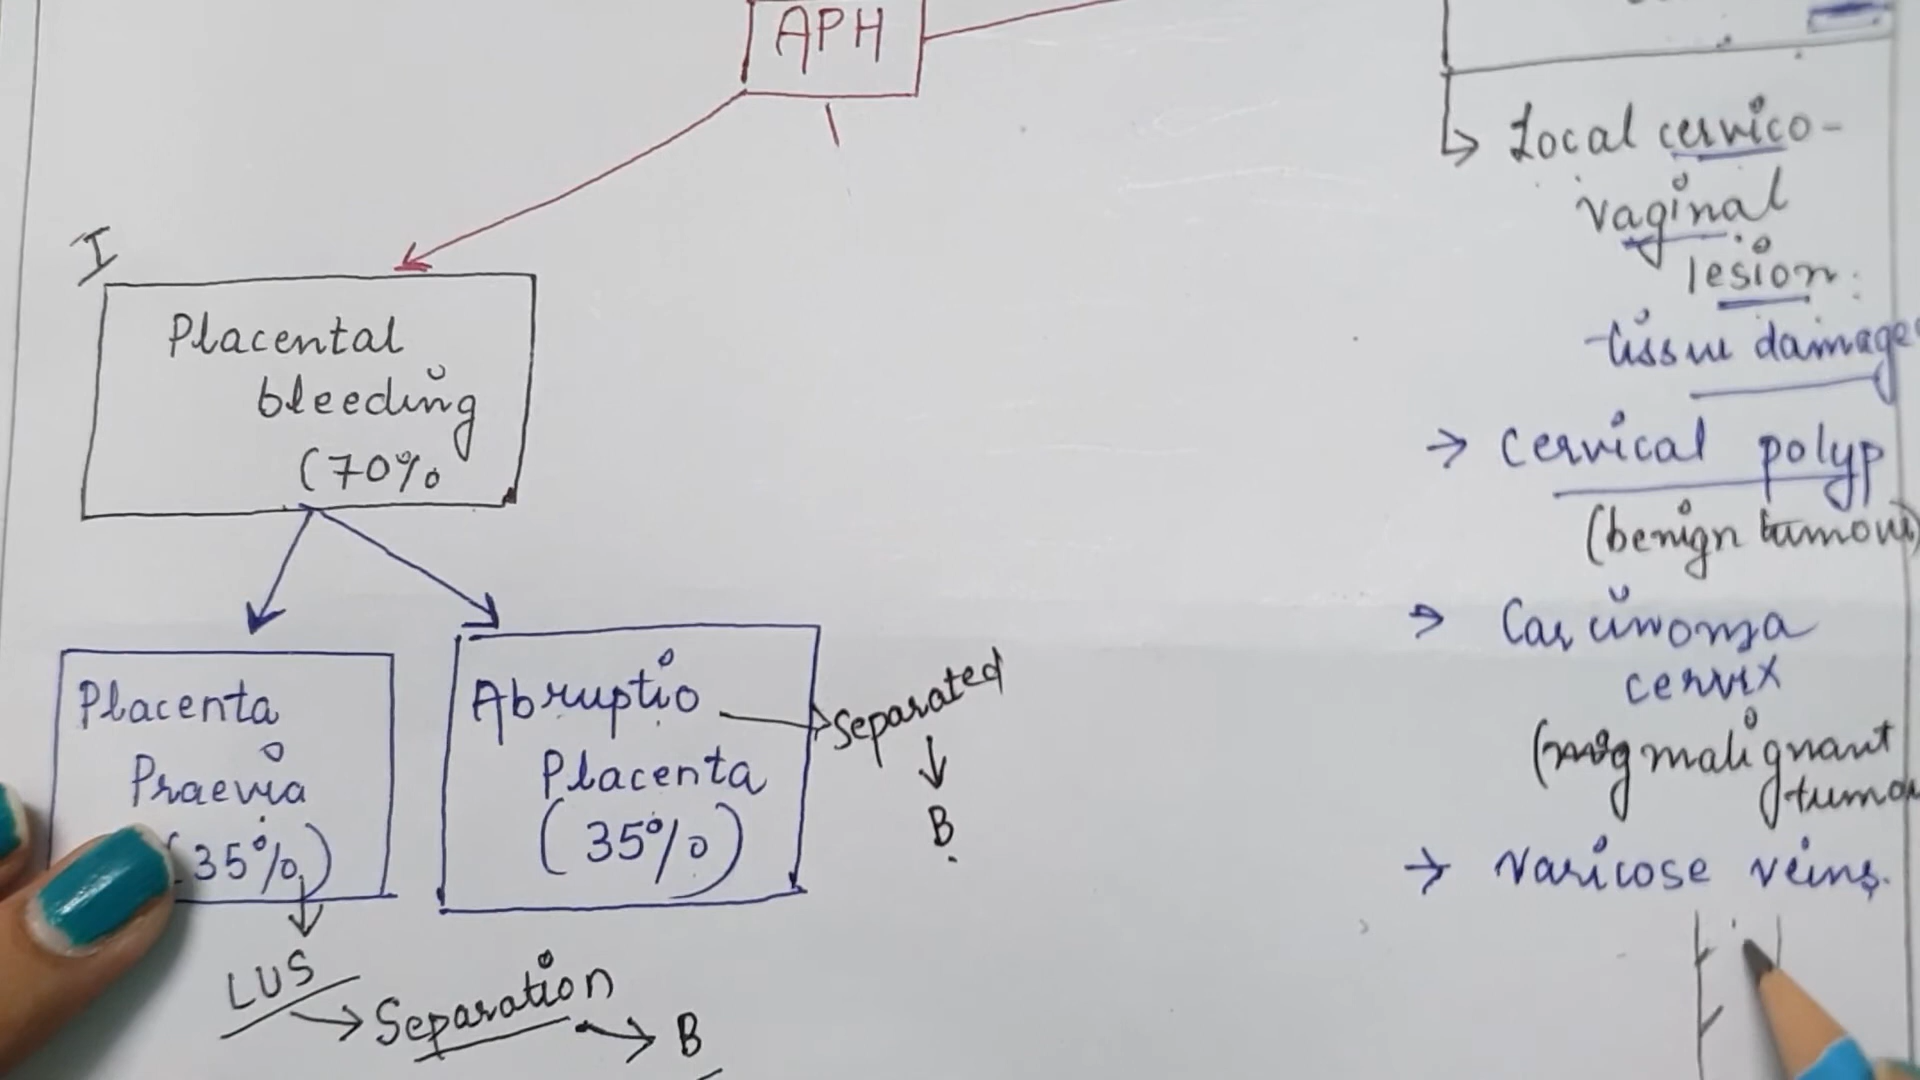 APH
I
Placental
bleeding
(70%
Placenta
Praevia
(35%)
Abruptio
Placenta
(35%)
Separated
B
LUS
Separation
B
Local cervico-
vaginal
lesion.
tissue damage
→ Cervical polyp
(benign tumour)
→ Carcinoma
cervix
(malignant
tumou
→ Varicose veins.